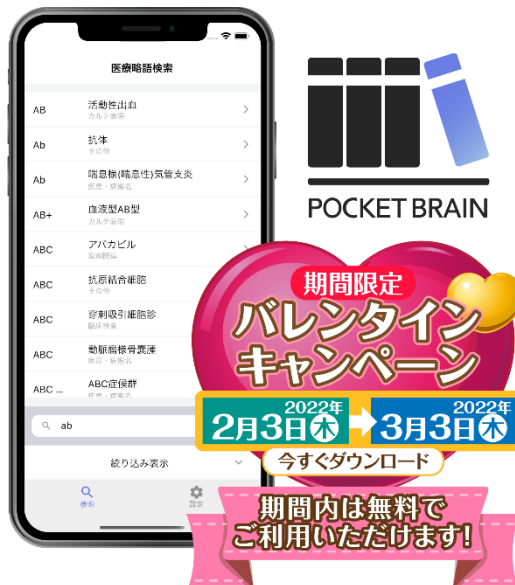 医療略語検索
AB 活動性出血
カルテ表現
Ab 抗体
その他
Ab 喘息様(喘息性)気管支炎
疾患・病態名
AB+ 血液型AB型
カルテ表現
ABC アバカビル
薬剤関連
ABC 抗原結合細胞
その他
ABC 穿刺吸引細胞診
臨床検査
ABC 動脈瘤様骨嚢腫
疾患・病態名
ABC ... ABC症候群
疾患・病態名
ab
絞り込み表示
検索 設定
POCKET BRAIN
期間限定
バレンタイン
キャンペーン
2022年 2022年
2月3日木 3月3日木
今すぐダウンロード
期間内は無料で
ご利用いただけます!